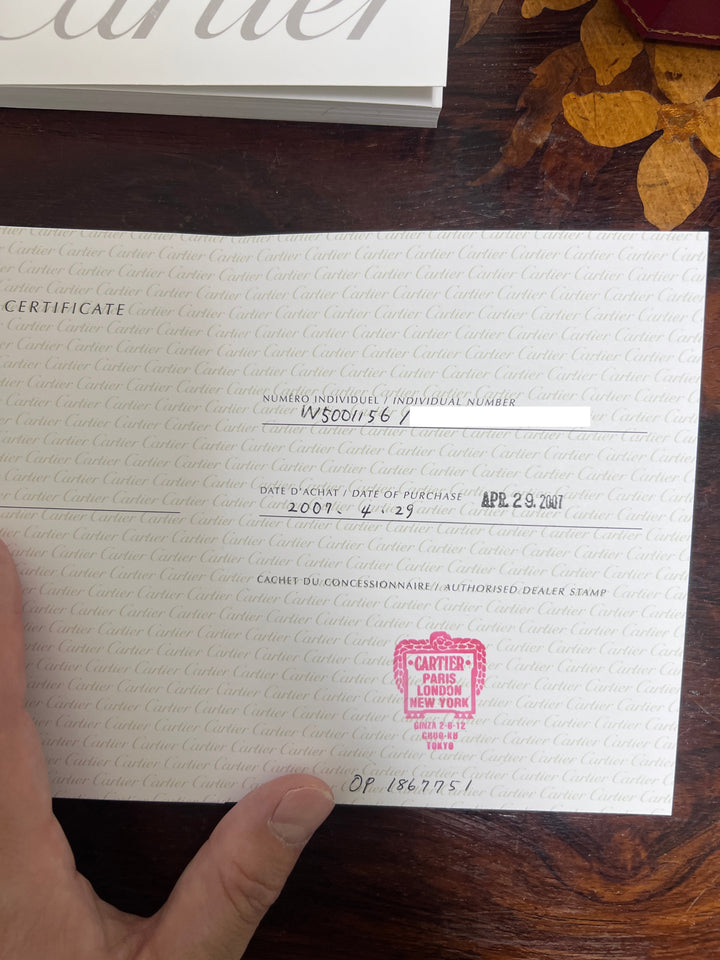 Cartier
CERTIFICATE
NUMÉRO INDIVIDUEL / INDIVIDUAL NUMBER
W5001156 /
DATE D'ACHAT / DATE OF PURCHASE APR. 29. 2007
2007. 4. 29
CACHET DU CONCESSIONNAIRE / AUTHORISED DEALER STAMP
CARTIER
PARIS
LONDON
NEW YORK
GINZA 2-6-12
CHUO-KU
TOKYO
OP 1867751